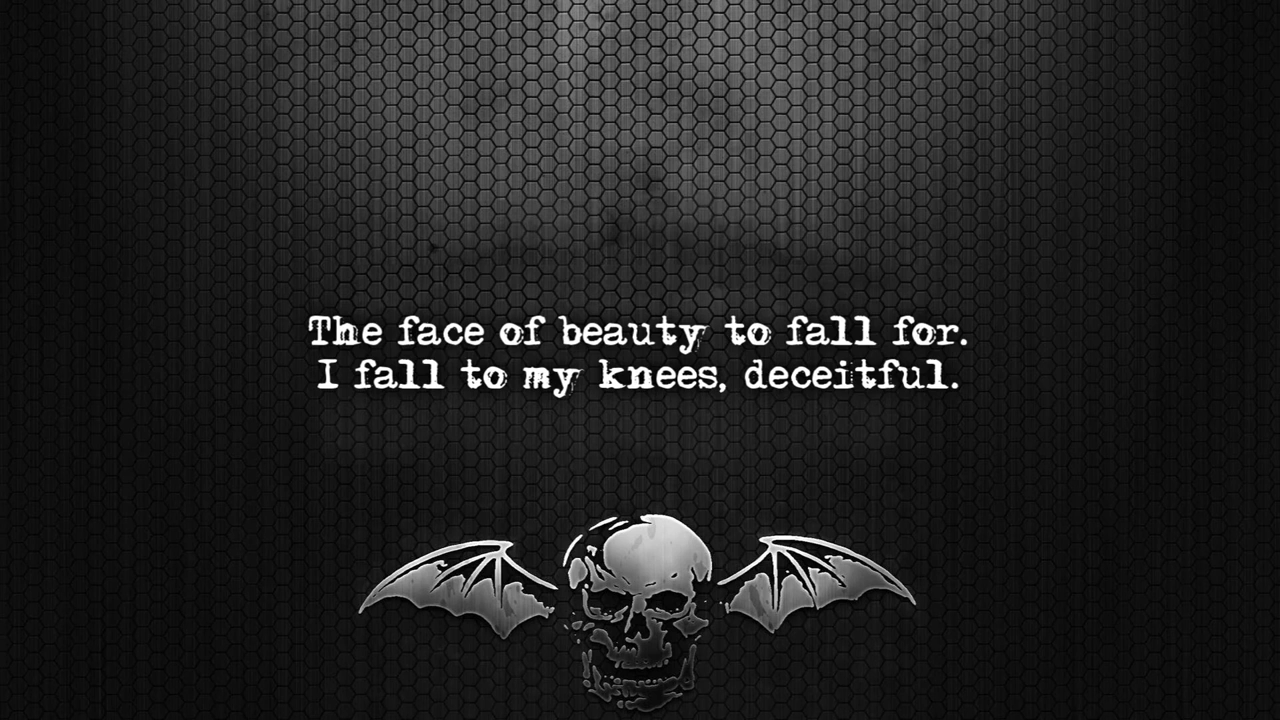 The face of beauty to fall for.
I fall to my knees, deceitful.